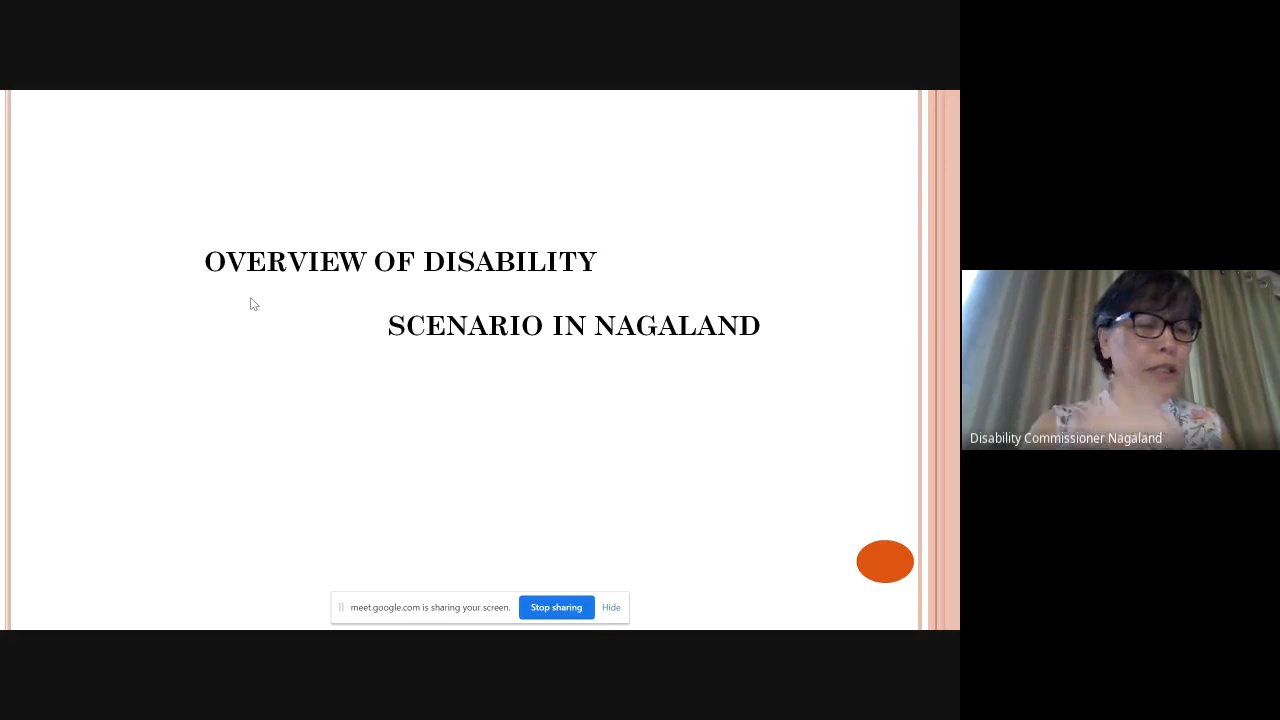 OVERVIEW OF DISABILITY
SCENARIO IN NAGALAND
Disability Commissioner Nagaland
meet.google.com is sharing your screen. Stop sharing Hide